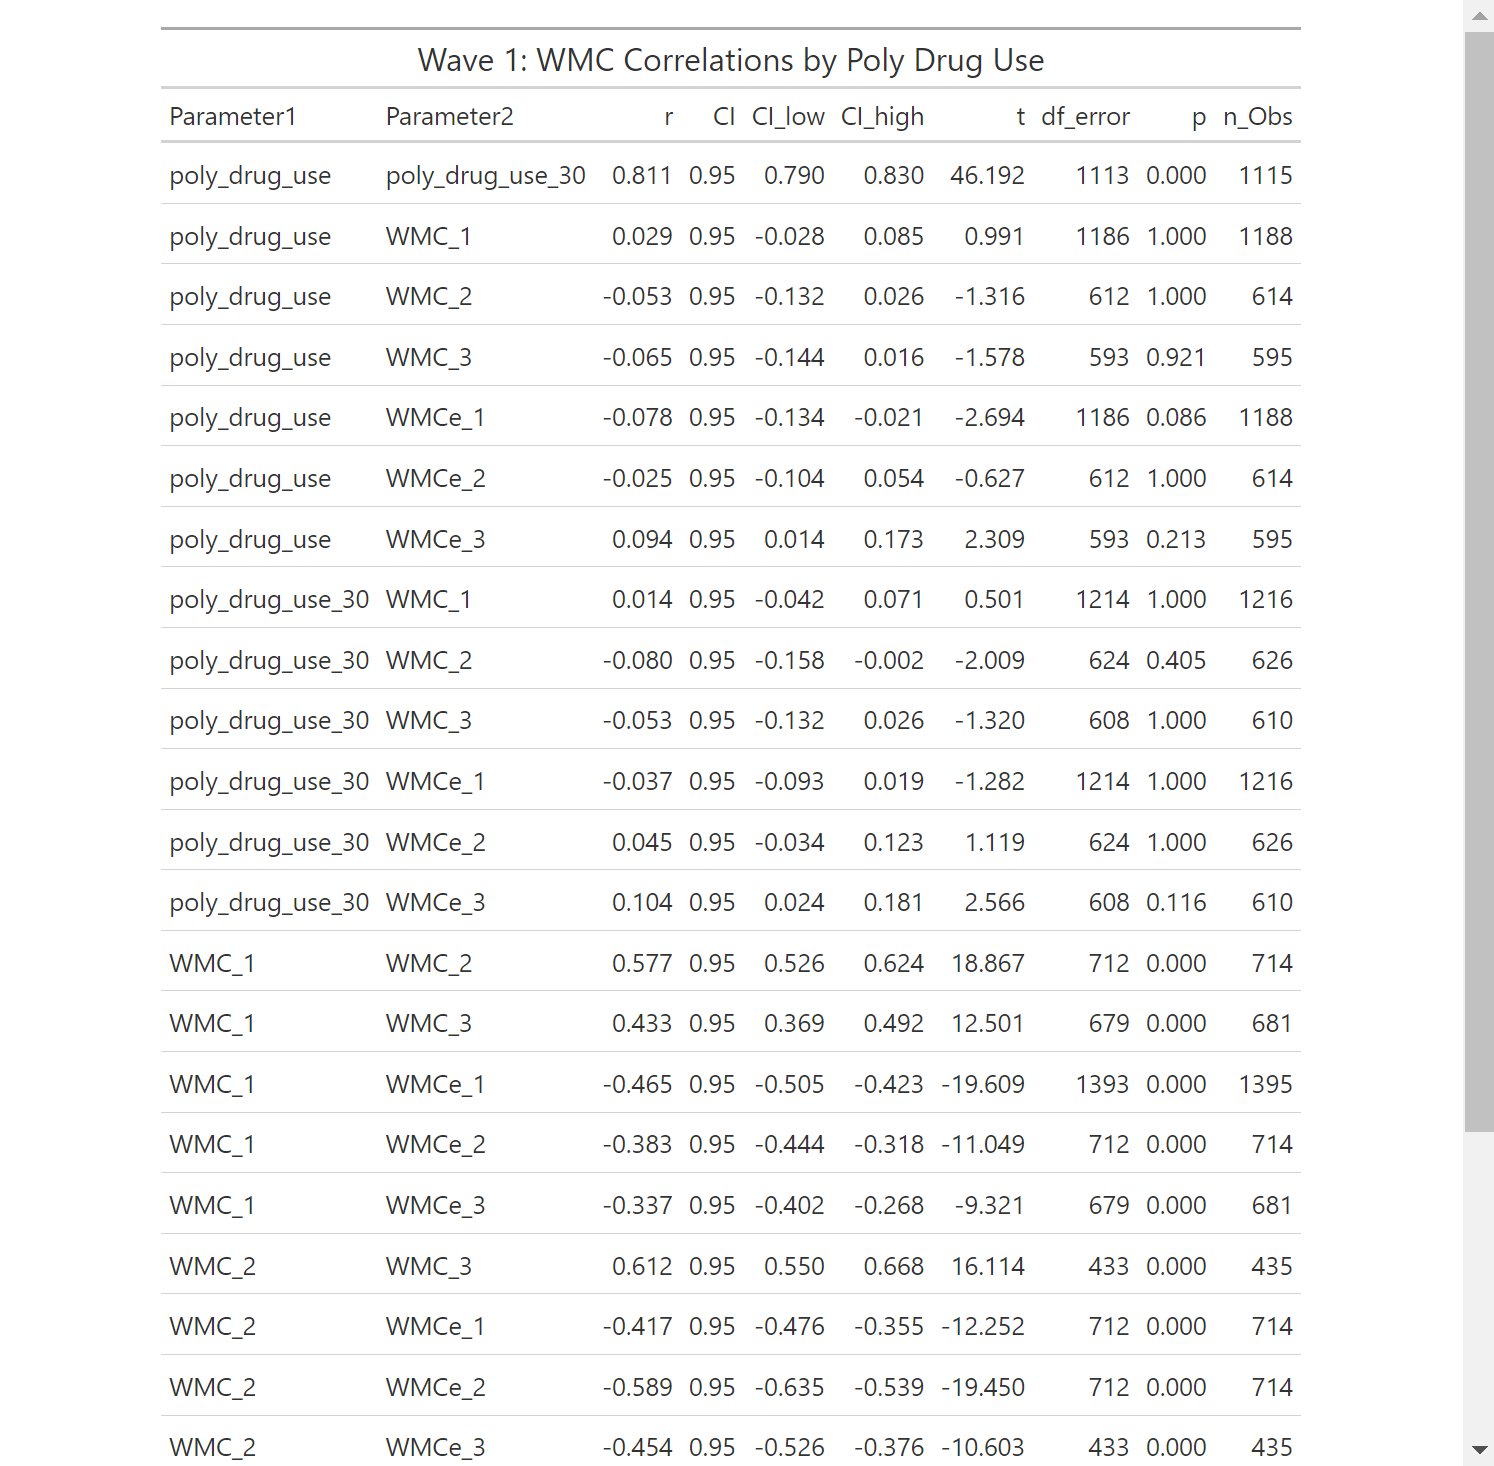 Wave 1: WMC Correlations by Poly Drug Use
Parameter1 Parameter2 r CI CI_low CI_high t df_error p n_Obs
poly_drug_use poly_drug_use_30 0.811 0.95 0.790 0.830 46.192 1113 0.000 1115
poly_drug_use WMC_1 0.029 0.95 -0.028 0.085 0.991 1186 1.000 1188
poly_drug_use WMC_2 -0.053 0.95 -0.132 0.026 -1.316 612 1.000 614
poly_drug_use WMC_3 -0.065 0.95 -0.144 0.016 -1.578 593 0.921 595
poly_drug_use WMCe_1 -0.078 0.95 -0.134 -0.021 -2.694 1186 0.086 1188
poly_drug_use WMCe_2 -0.025 0.95 -0.104 0.054 -0.627 612 1.000 614
poly_drug_use WMCe_3 0.094 0.95 0.014 0.173 2.309 593 0.213 595
poly_drug_use_30 WMC_1 0.014 0.95 -0.042 0.071 0.501 1214 1.000 1216
poly_drug_use_30 WMC_2 -0.080 0.95 -0.158 -0.002 -2.009 624 0.405 626
poly_drug_use_30 WMC_3 -0.053 0.95 -0.132 0.026 -1.320 608 1.000 610
poly_drug_use_30 WMCe_1 -0.037 0.95 -0.093 0.019 -1.282 1214 1.000 1216
poly_drug_use_30 WMCe_2 0.045 0.95 -0.034 0.123 1.119 624 1.000 626
poly_drug_use_30 WMCe_3 0.104 0.95 0.024 0.181 2.566 608 0.116 610
WMC_1 WMC_2 0.577 0.95 0.526 0.624 18.867 712 0.000 714
WMC_1 WMC_3 0.433 0.95 0.369 0.492 12.501 679 0.000 681
WMC_1 WMCe_1 -0.465 0.95 -0.505 -0.423 -19.609 1393 0.000 1395
WMC_1 WMCe_2 -0.383 0.95 -0.444 -0.318 -11.049 712 0.000 714
WMC_1 WMCe_3 -0.337 0.95 -0.402 -0.268 -9.321 679 0.000 681
WMC_2 WMC_3 0.612 0.95 0.550 0.668 16.114 433 0.000 435
WMC_2 WMCe_1 -0.417 0.95 -0.476 -0.355 -12.252 712 0.000 714
WMC_2 WMCe_2 -0.589 0.95 -0.635 -0.539 -19.450 712 0.000 714
WMC_2 WMCe_3 -0.454 0.95 -0.526 -0.376 -10.603 433 0.000 435